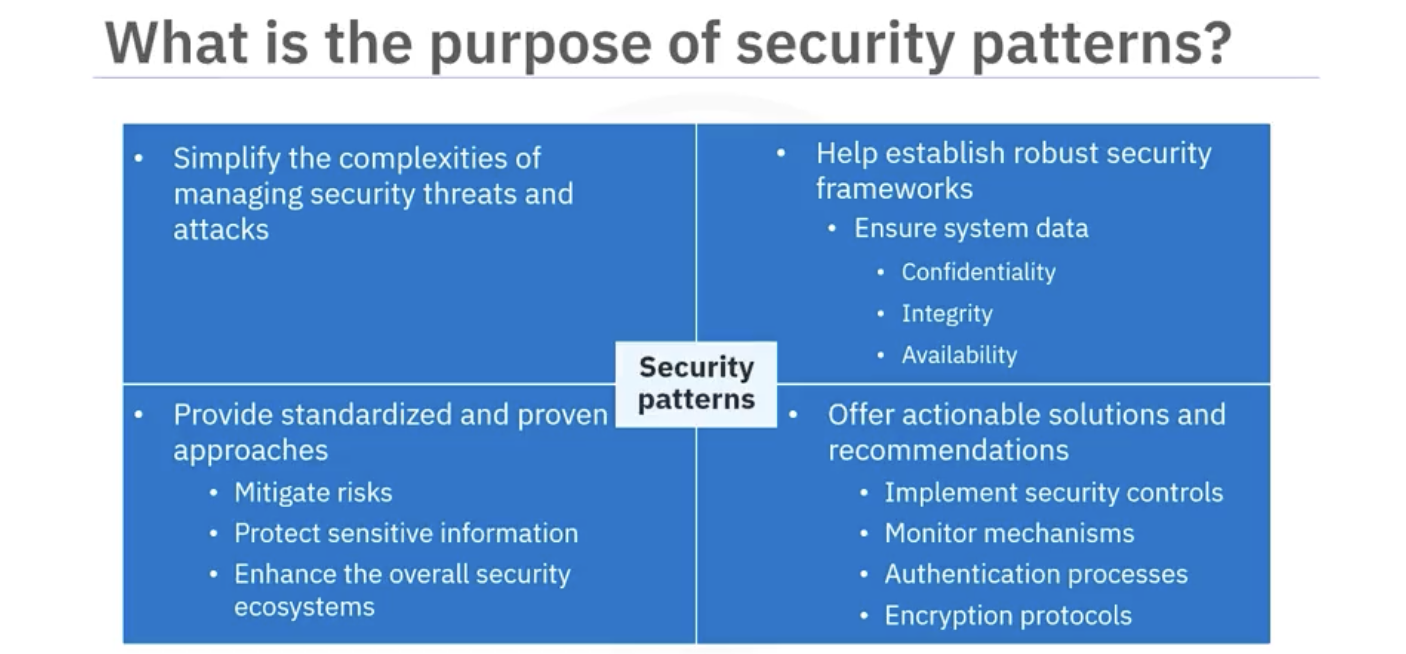 What is the purpose of security patterns?
• Simplify the complexities of
managing security threats and
attacks
• Help establish robust security
frameworks
• Ensure system data
• Confidentiality
• Integrity
• Availability
Security
patterns
• Provide standardized and proven
approaches
• Mitigate risks
• Protect sensitive information
• Enhance the overall security
ecosystems
• Offer actionable solutions and
recommendations
• Implement security controls
• Monitor mechanisms
• Authentication processes
• Encryption protocols